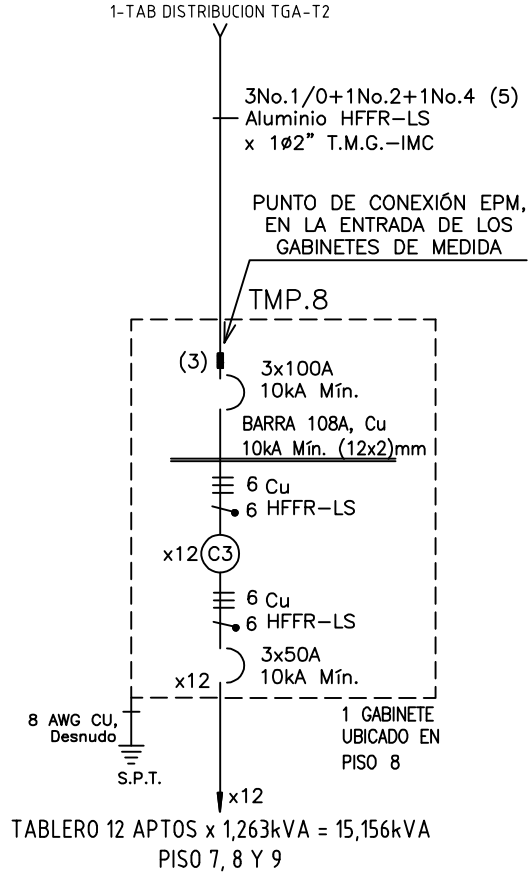 1-TAB DISTRIBUCION TGA-T2
3No.1/0+1No.2+1No.4 (5)
Aluminio HFFR-LS
x 1ø2" T.M.G.-IMC
PUNTO DE CONEXIÓN EPM,
EN LA ENTRADA DE LOS
GABINETES DE MEDIDA
TMP.8
(3)
3x100A
10kA Mín.
BARRA 108A, Cu
10kA Mín. (12x2)mm
6 Cu
6 HFFR-LS
x12 C3
6 Cu
6 HFFR-LS
3x50A
10kA Mín.
x12
8 AWG CU,
Desnudo
S.P.T.
1 GABINETE
UBICADO EN
PISO 8
x12
TABLERO 12 APTOS x 1,263kVA = 15,156kVA
PISO 7, 8 Y 9